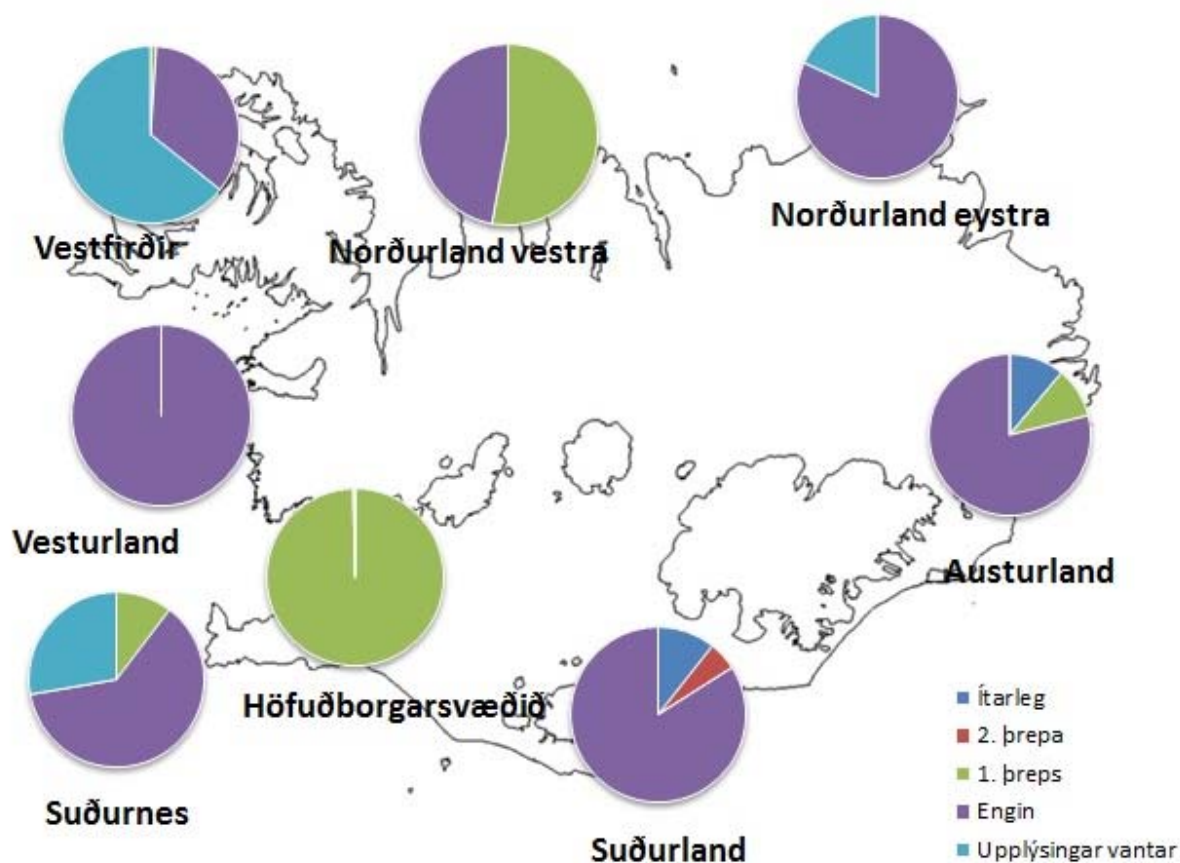 Vestfirðir
Norðurland vestra
Norðurland eystra
Vesturland
Austurland
Höfuðborgarsvæðið
Suðurnes
Suðurland
Ítarleg
2. þrepa
1. þreps
Engin
Upplýsingar vantar